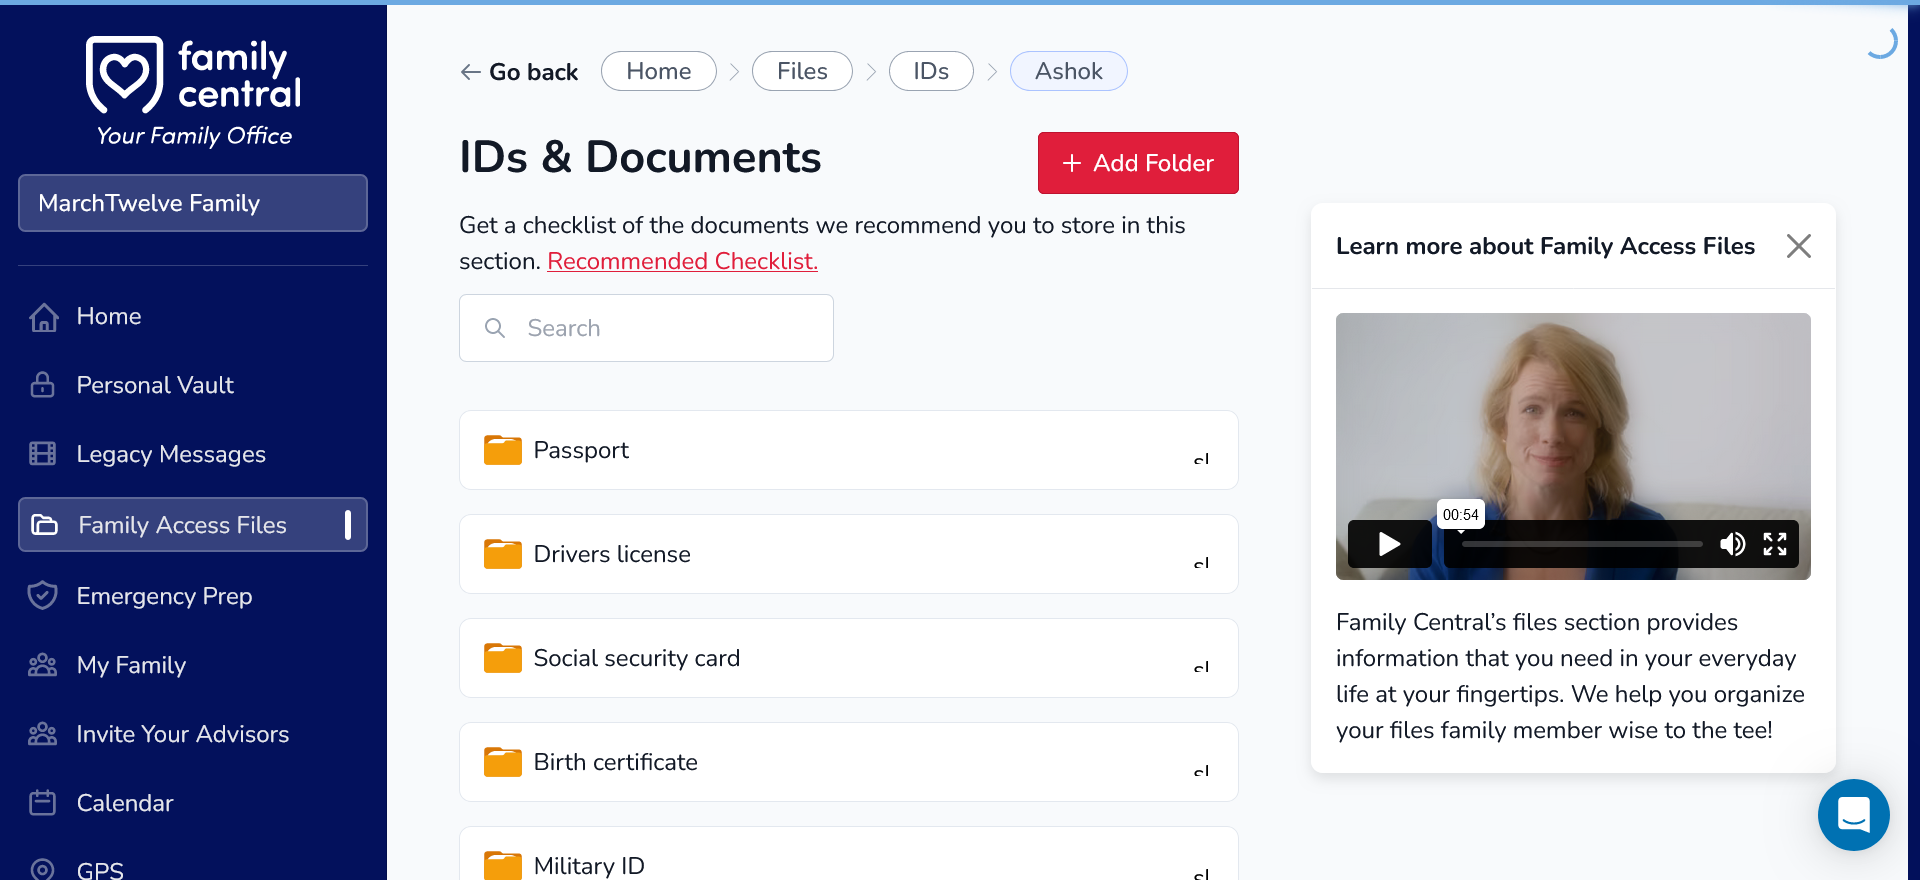 family
central
Your Family Office
MarchTwelve Family
Home
Personal Vault
Legacy Messages
Family Access Files
Emergency Prep
My Family
Invite Your Advisors
Calendar
GPS
Go back
Home
Files
IDs
Ashok
IDs & Documents
Add Folder
Get a checklist of the documents we recommend you to store in this
section. Recommended Checklist.
Search
Passport
Drivers license
Social security card
Birth certificate
Military ID
Learn more about Family Access Files
00:54
Family Central’s files section provides
information that you need in your everyday
life at your fingertips. We help you organize
your files family member wise to the tee!